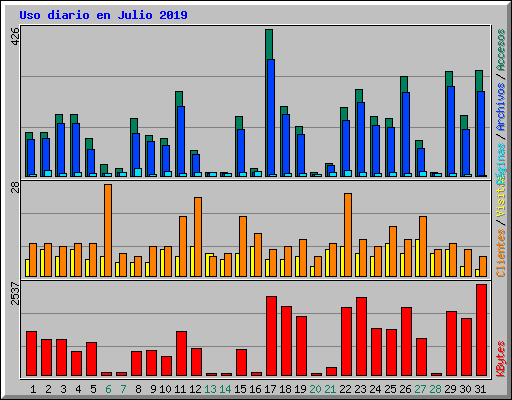 Uso diario en Julio 2019
426
28
2537
Clientes / Visitas
Páginas / Archivos / Accesos
KBytes
1 2 3 4 5 6 7 8 9 10 11 12 13 14 15 16 17 18 19 20 21 22 23 24 25 26 27 28 29 30 31